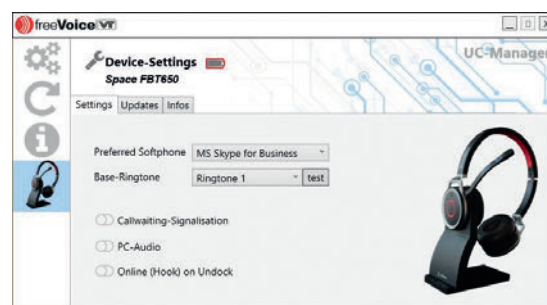 freeVoice VT
UC-Manager
Device-Settings
Space FBT650
Settings Updates Infos
Preferred Softphone MS Skype for Business
Base-Ringtone Ringtone 1 test
Callwaiting-Signalisation
PC-Audio
Online (Hook) on Undock